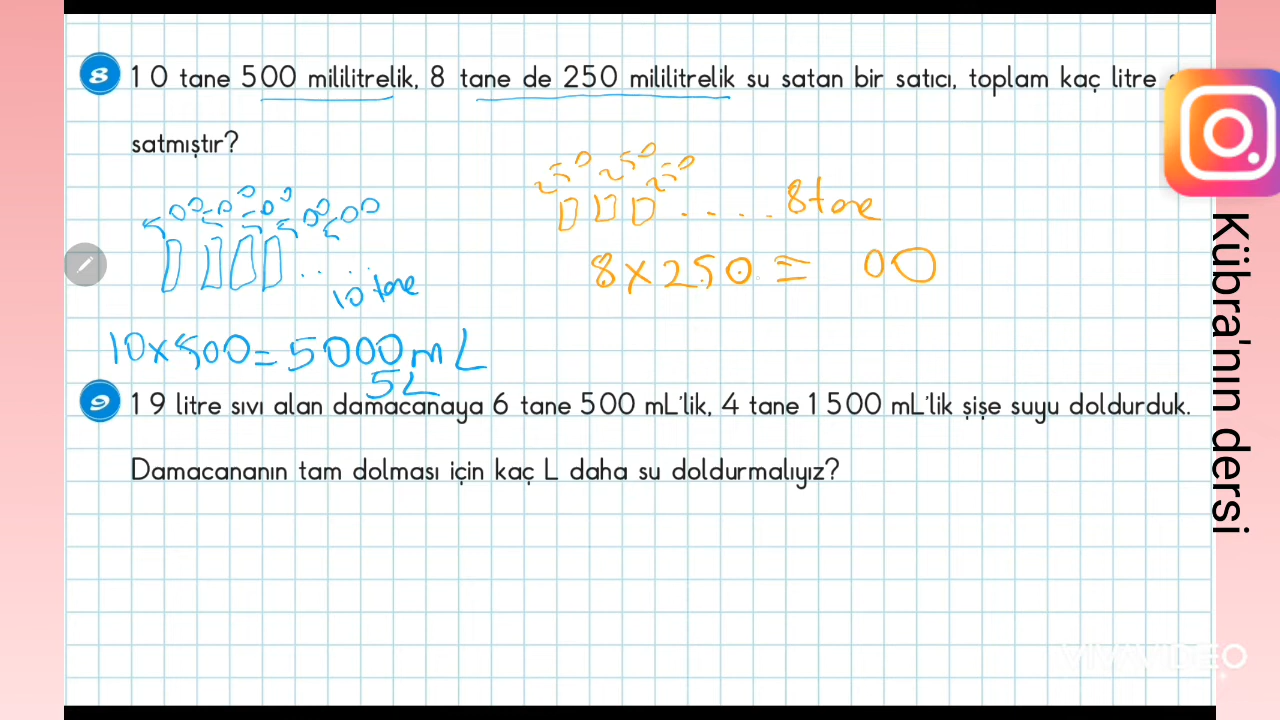 8 10 tane 500 mililitrelik, 8 tane de 250 mililitrelik su satan bir satıcı, toplam kaç litre
satmıştır?
500 500 500 500 500
250 250 250
8 tane
10 tane
8x250= 00
10x500=5000mL
5L
9 19 litre sıvı alan damacanaya 6 tane 500 mL'lik, 4 tane 1500 mL'lik şişe suyu doldurduk.
Damacananın tam dolması için kaç L daha su doldurmalıyız?
Kübra'nın dersi
VIVAVIDEO